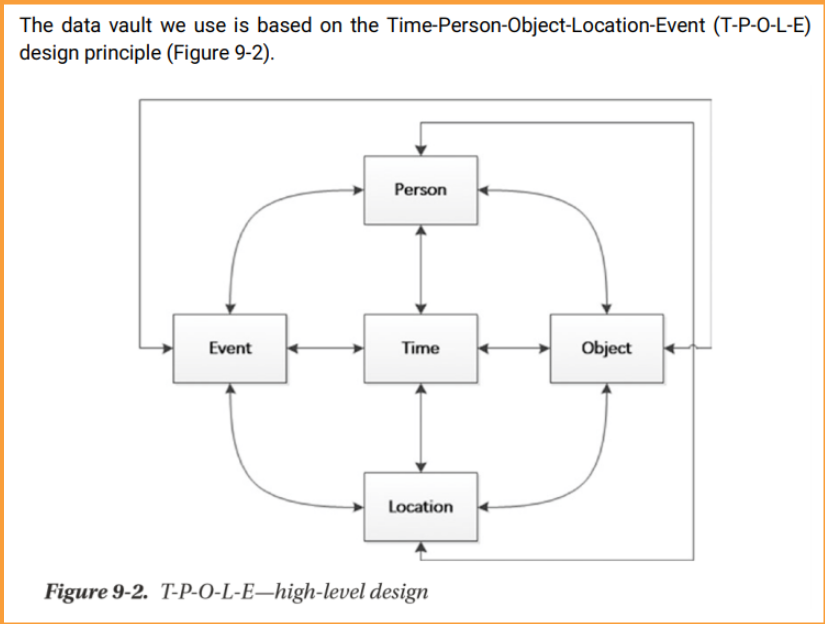 The data vault we use is based on the Time-Person-Object-Location-Event (T-P-O-L-E)
design principle (Figure 9-2).
Person
Event
Time
Object
Location
Figure 9-2. T-P-O-L-E—high-level design